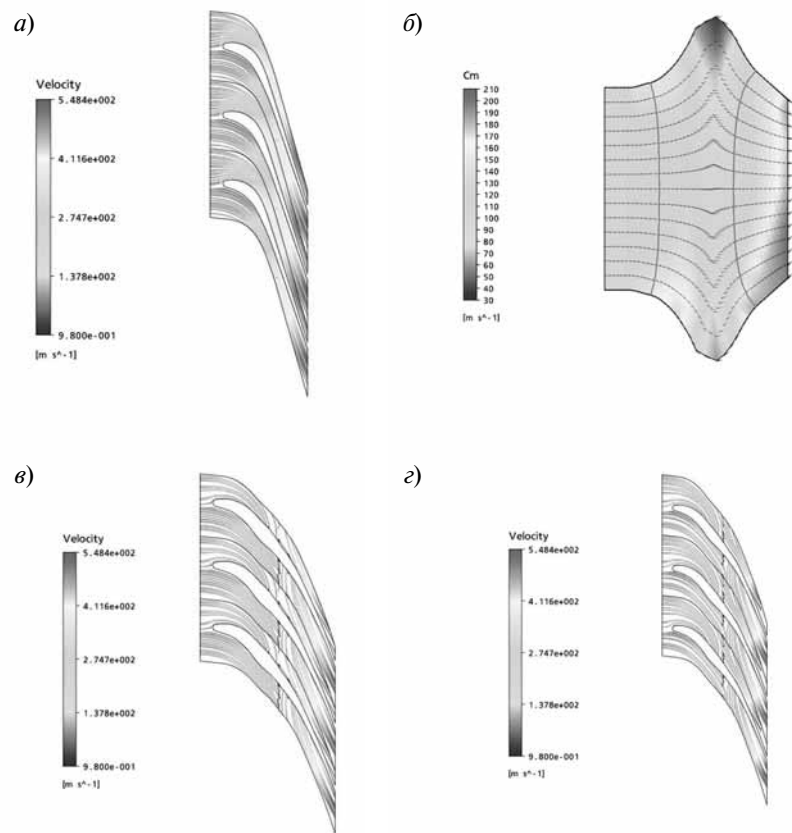 а)
Velocity
5.484e+002
4.116e+002
2.747e+002
1.378e+002
9.800e-001
[m s^-1]
б)
Cm
210
200
190
180
170
160
150
140
130
120
110
100
90
80
70
60
50
40
30
[m s^-1]
в)
Velocity
5.484e+002
4.116e+002
2.747e+002
1.378e+002
9.800e-001
[m s^-1]
г)
Velocity
5.484e+002
4.116e+002
2.747e+002
1.378e+002
9.800e-001
[m s^-1]